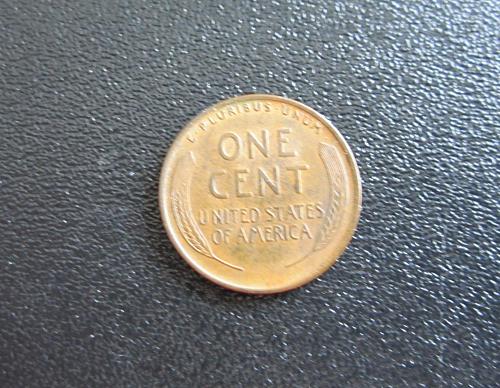 E·PLURIBUS·UNUM
ONE
CENT
UNITED STATES
OF AMERICA